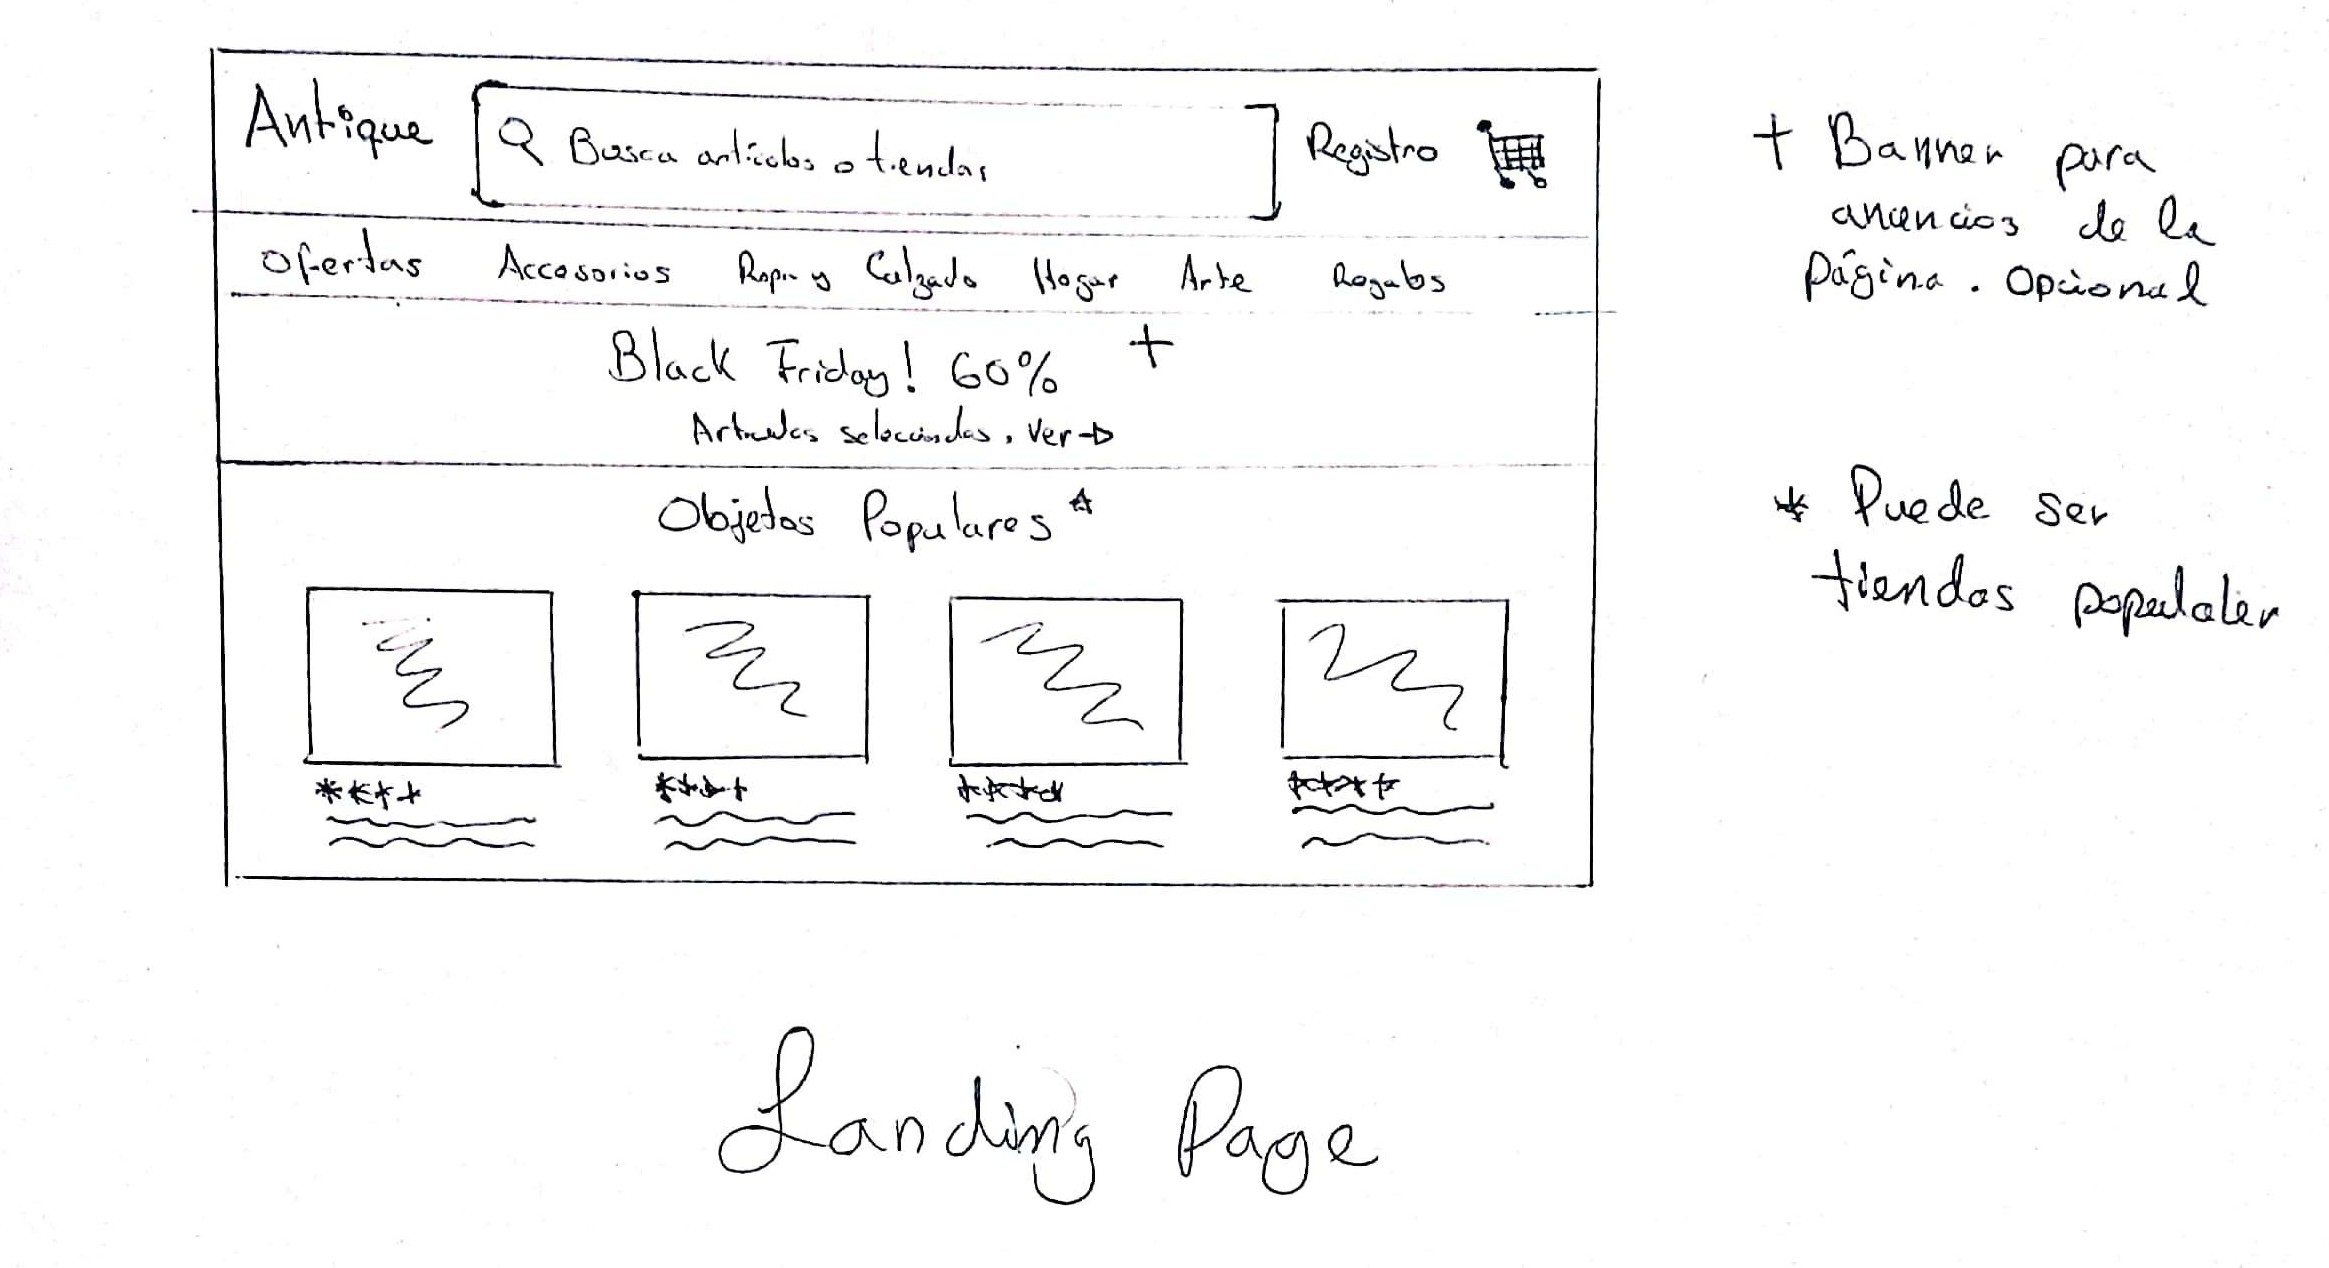 Antique
Busca artículos o tiendas
Registro
Ofertas Accesorios Ropa y Calzado Hogar Arte Regalos
Black Friday! 60% +
Articulos seleccionados, Ver →
Objetos Populares *
+ Banner para
anuncios de la
página. Opcional
* Puede ser
tiendas populaler
Landing Page